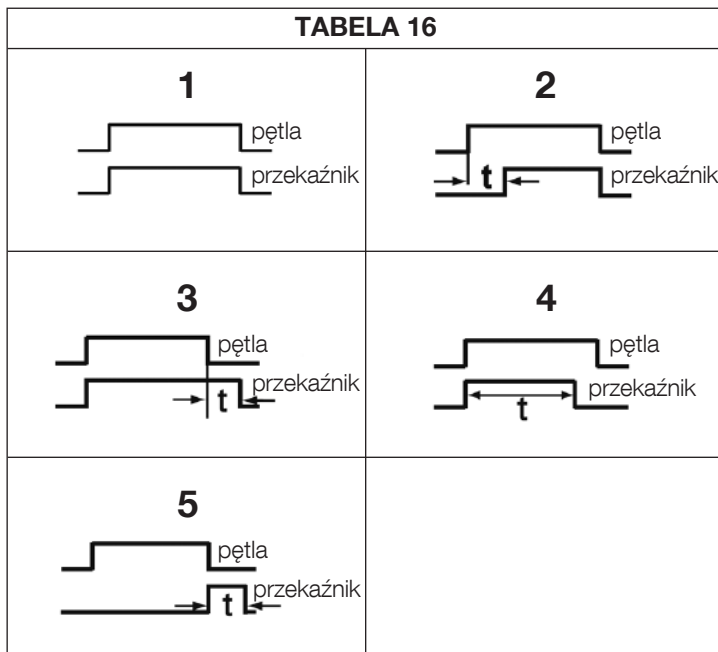 TABELA 16
1
pętla
przekaźnik
2
pętla
t
przekaźnik
3
pętla
przekaźnik
t
4
pętla
przekaźnik
t
5
pętla
przekaźnik
t